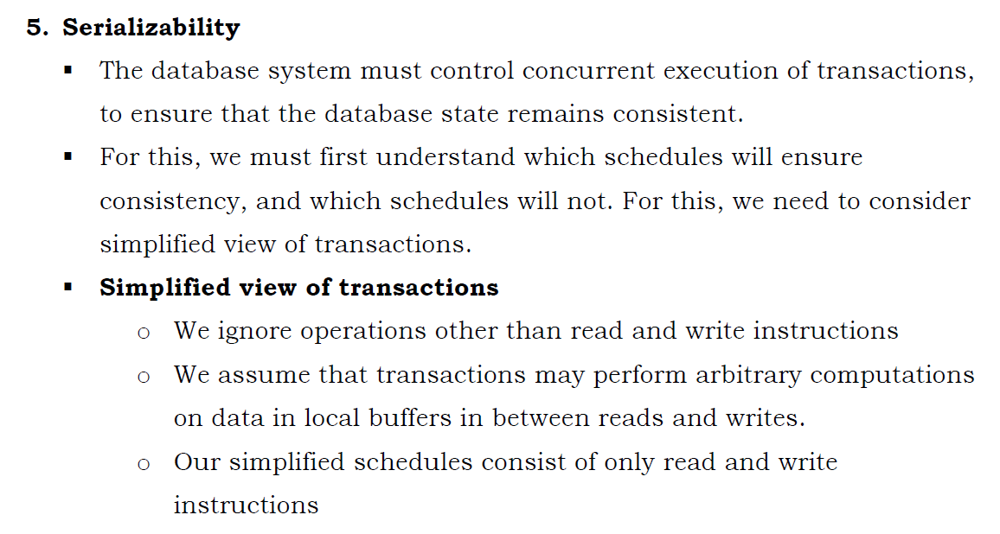 5. Serializability
▪ The database system must control concurrent execution of transactions,
to ensure that the database state remains consistent.
▪ For this, we must first understand which schedules will ensure
consistency, and which schedules will not. For this, we need to consider
simplified view of transactions.
▪ Simplified view of transactions
o We ignore operations other than read and write instructions
o We assume that transactions may perform arbitrary computations
on data in local buffers in between reads and writes.
o Our simplified schedules consist of only read and write
instructions